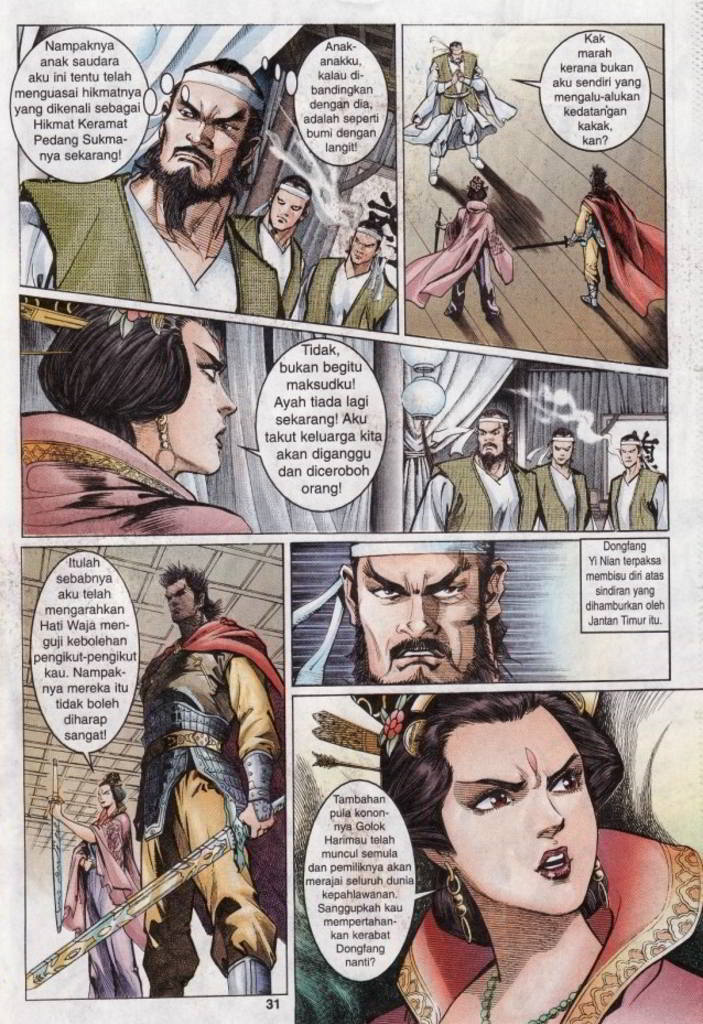 Nampaknya
anak saudara
aku ini tentu telah
menguasai hikmatnya
yang dikenali sebagai
Hikmat Keramat
Pedang Sukma-
nya sekarang!
Anak-
anakku,
kalau di-
bandingkan
dengan dia,
adalah seperti
bumi dengan
langit!
Kak
marah
kerana bukan
aku sendiri yang
mengalu-alukan
kedatangan
kakak,
kan?
Tidak,
bukan begitu
maksudku!
Ayah tiada lagi
sekarang! Aku
takut keluarga kita
akan diganggu
dan diceroboh
orang!
Itulah
sebabnya
aku telah
mengarahkan
Hati Waja men-
guji kebolehan
pengikut-pengikut
kau. Nampak-
nya mereka itu
tidak boleh
diharap
sangat!
Dongfang
Yi Nian terpaksa
membisu diri atas
sindiran yang
dihamburkan oleh
Jantan Timur itu.
Tambahan
pula konon-
nya Golok
Harimau telah
muncul semula
dan pemiliknya akan
merajai seluruh dunia
kepahlawanan.
Sanggupkah kau
mempertahan-
kan kerabat
Dongfang
nanti?
31